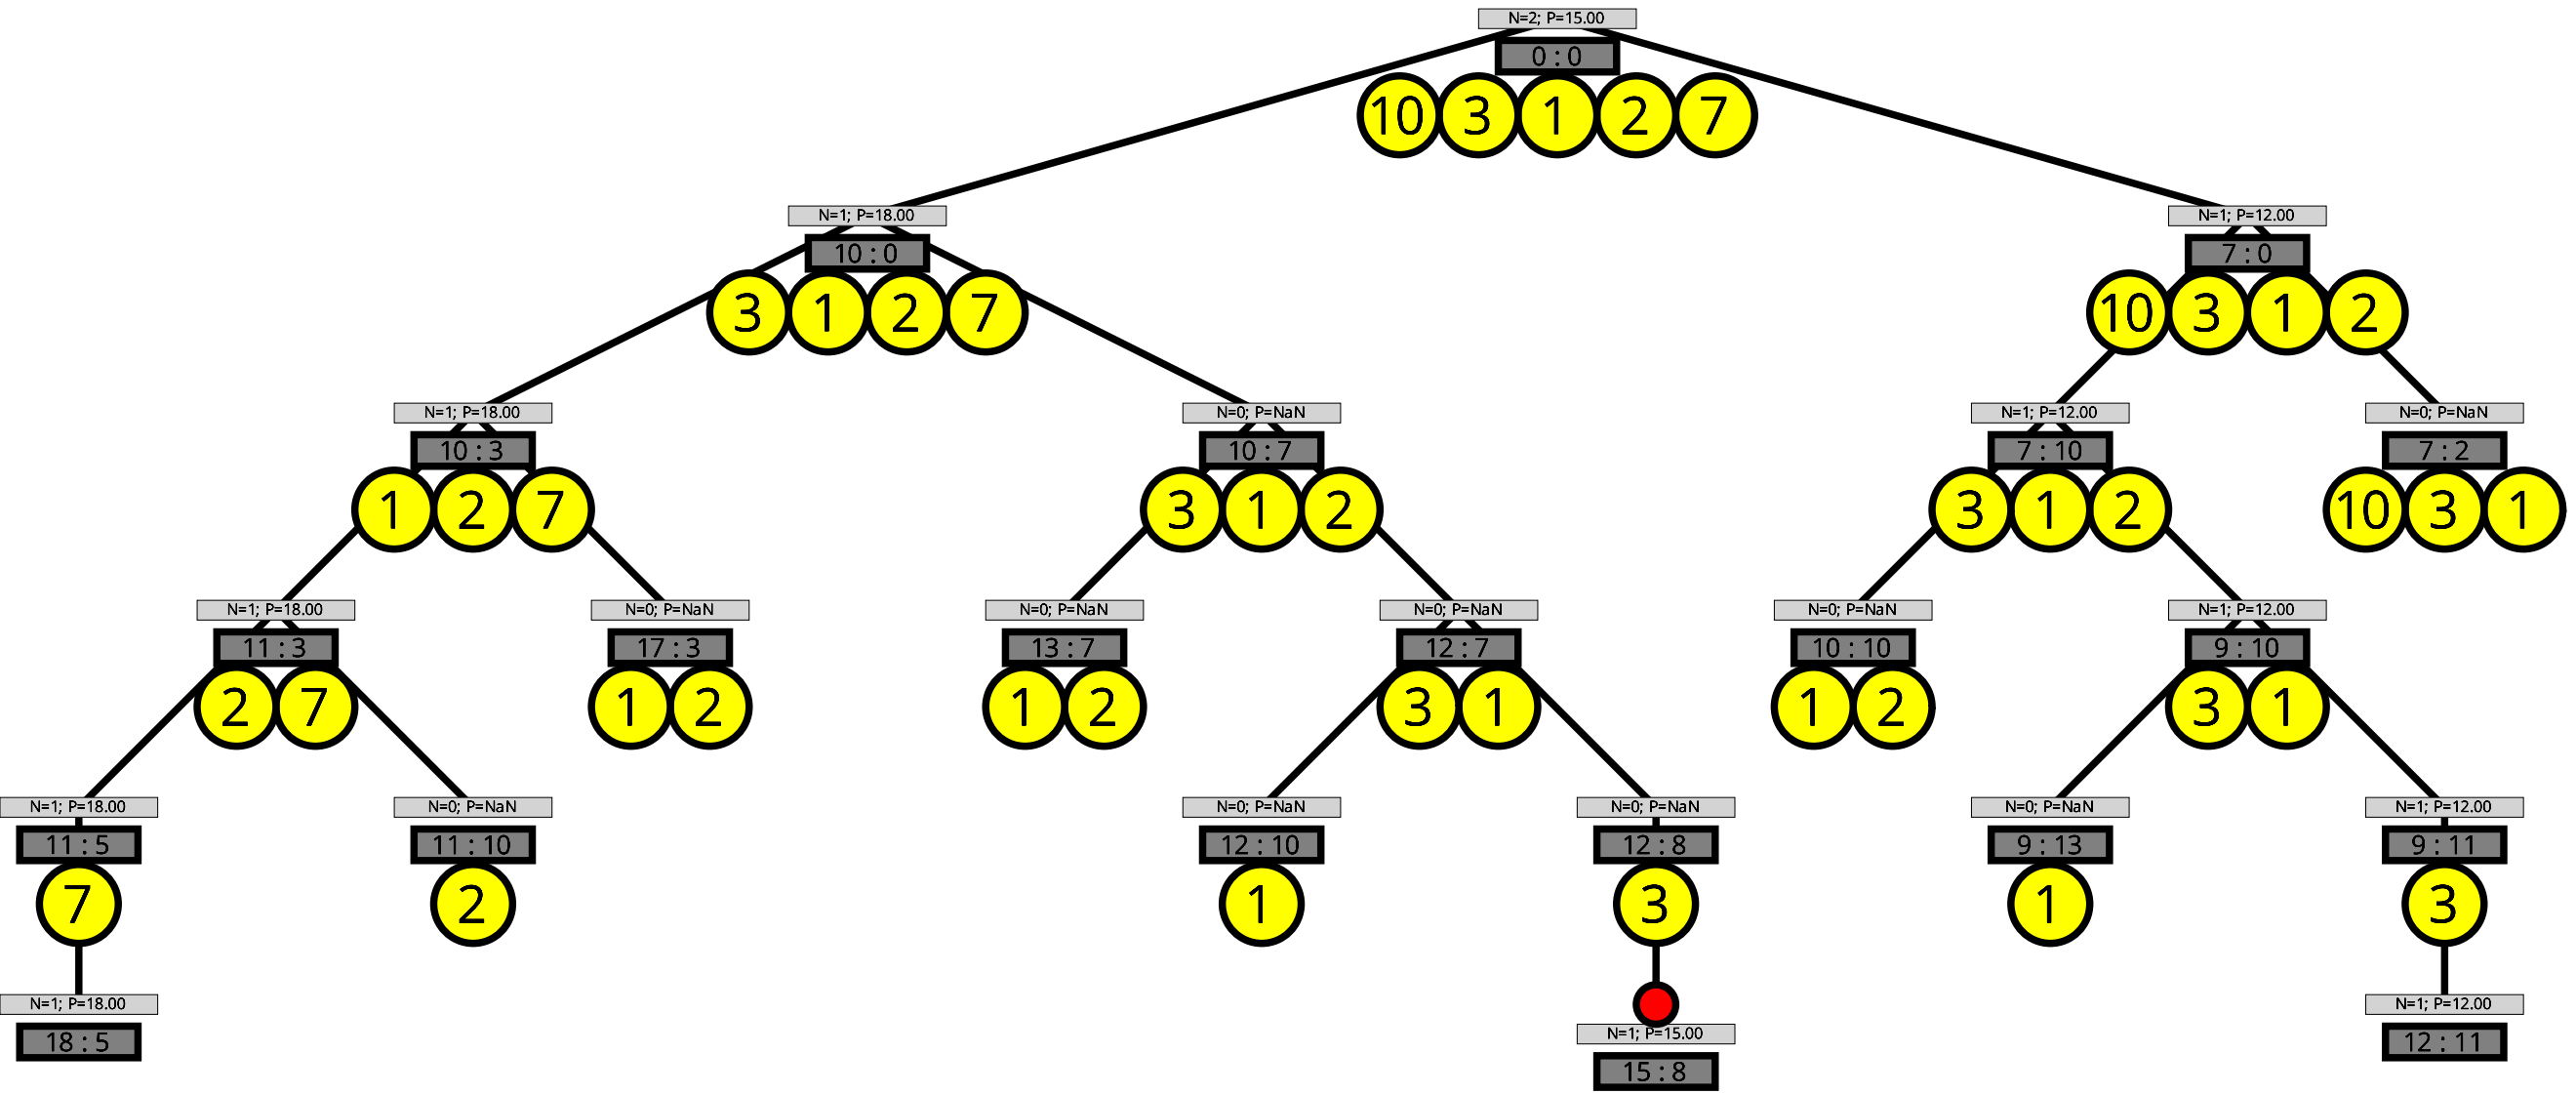 N=2; P=15.00
0 : 0
10 3 1 2 7
N=1; P=18.00 N=1; P=12.00
10 : 0 7 : 0
3 1 2 7 10 3 1 2
N=1; P=18.00 N=0; P=NaN N=1; P=12.00 N=0; P=NaN
10 : 3 10 : 7 7 : 10 7 : 2
1 2 7 3 1 2 3 1 2 10 3 1
N=1; P=18.00 N=0; P=NaN N=0; P=NaN N=0; P=NaN N=0; P=NaN N=1; P=12.00
11 : 3 17 : 3 13 : 7 12 : 7 10 : 10 9 : 10
2 7 1 2 1 2 3 1 1 2 3 1
N=1; P=18.00 N=0; P=NaN N=0; P=NaN N=0; P=NaN N=0; P=NaN N=1; P=12.00
11 : 5 11 : 10 12 : 10 12 : 8 9 : 13 9 : 11
7 2 1 3 1 3
N=1; P=18.00 N=1; P=12.00
N=1; P=15.00
18 : 5 12 : 11
15 : 8